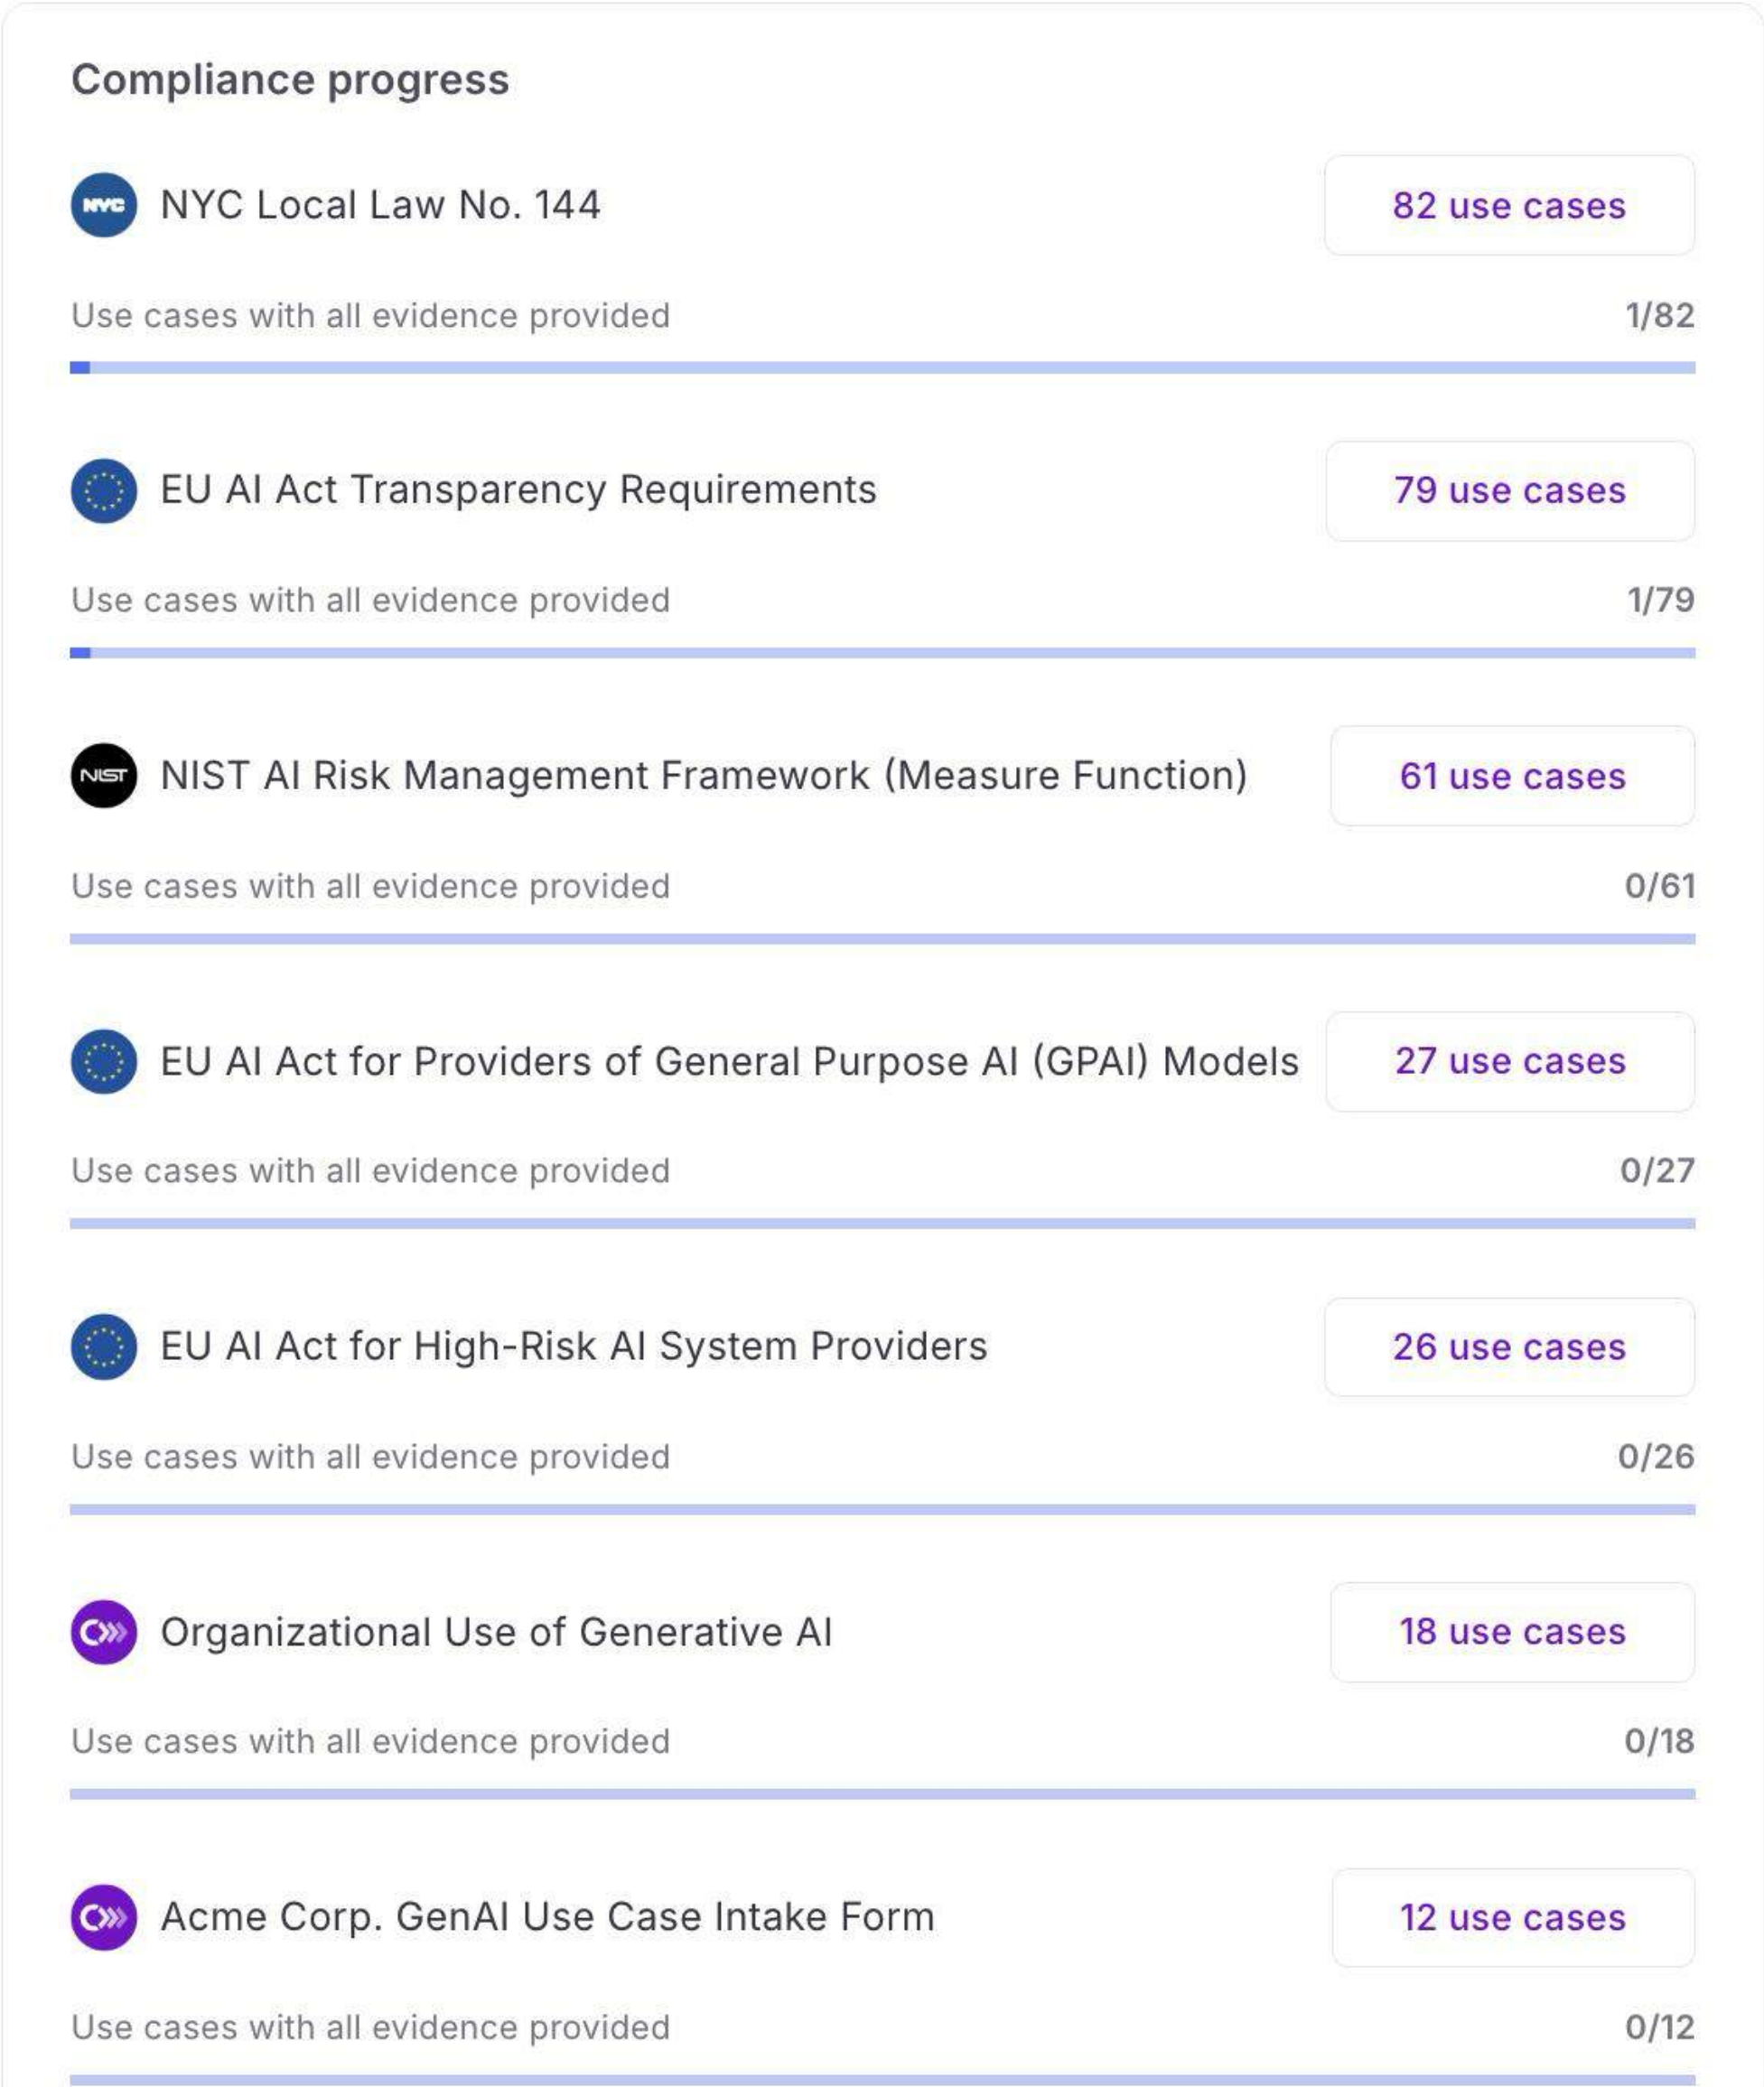 Compliance progress
NYC NYC Local Law No. 144 82 use cases
Use cases with all evidence provided 1/82
EU AI Act Transparency Requirements 79 use cases
Use cases with all evidence provided 1/79
NIST NIST AI Risk Management Framework (Measure Function) 61 use cases
Use cases with all evidence provided 0/61
EU AI Act for Providers of General Purpose AI (GPAI) Models 27 use cases
Use cases with all evidence provided 0/27
EU AI Act for High-Risk AI System Providers 26 use cases
Use cases with all evidence provided 0/26
Organizational Use of Generative AI 18 use cases
Use cases with all evidence provided 0/18
Acme Corp. GenAI Use Case Intake Form 12 use cases
Use cases with all evidence provided 0/12